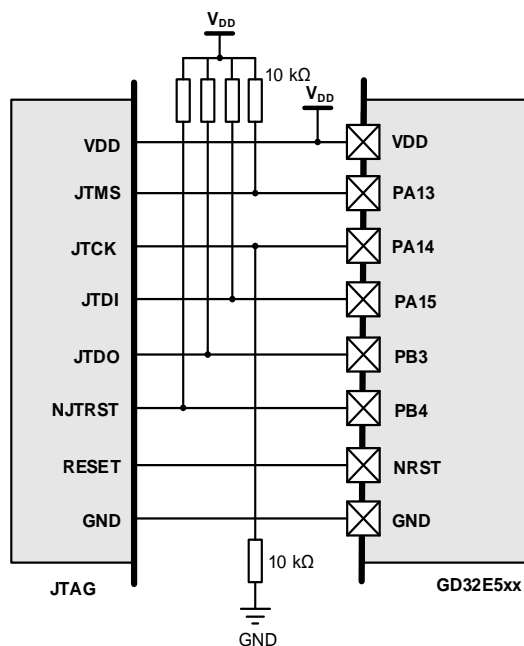 VDD
10 kΩ
VDD
VDD VDD
JTMS PA13
JTCK PA14
JTDI PA15
JTDO PB3
NJTRST PB4
RESET NRST
GND GND
10 kΩ
JTAG GD32E5xx
GND